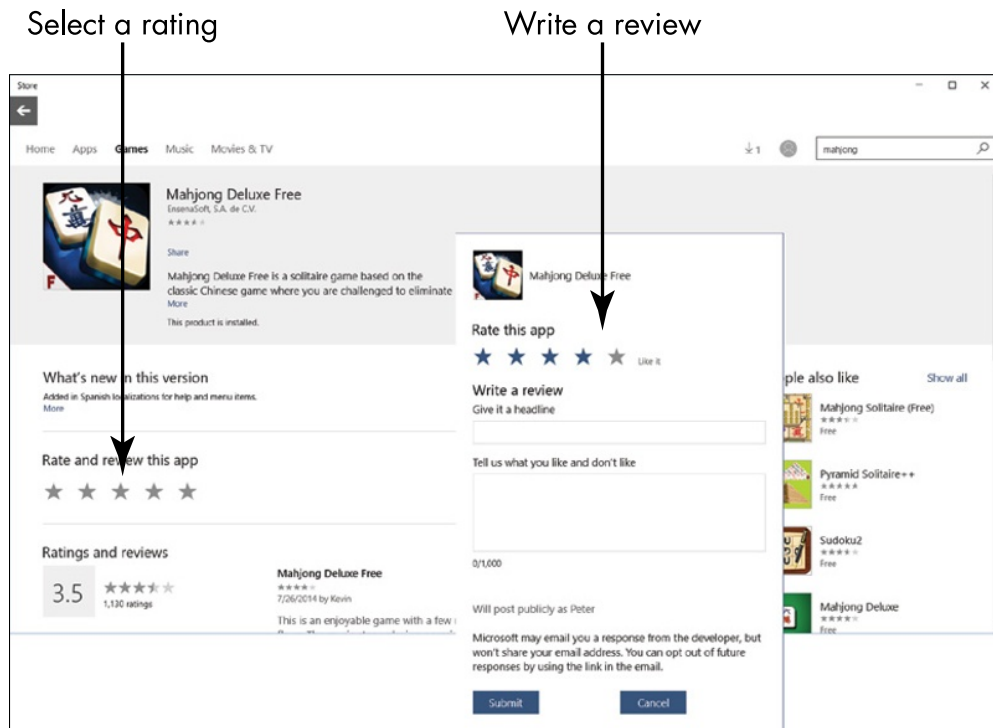 Select a rating
Write a review
Store
Home Apps Games Music Movies & TV
1
mahjong
Mahjong Deluxe Free
EnsenaSoft, S.A. de C.V.
Share
Mahjong Deluxe Free is a solitaire game based on the
classic Chinese game where you are challenged to eliminate
More
This product is installed.
What's new in this version
Added in Spanish localizations for help and menu items.
More
Rate and review this app
Ratings and reviews
3.5
1,130 ratings
Mahjong Deluxe Free
7/26/2014 by Kevin
This is an enjoyable game with a few
元
萬
中
F
Mahjong Deluxe Free
Rate this app
Like it
Write a review
Give it a headline
Tell us what you like and don't like
0/1,000
Will post publicly as Peter
Microsoft may email you a response from the developer, but
won't share your email address. You can opt out of future
responses by using the link in the email.
Submit
Cancel
ple also like
Show all
Mahjong Solitaire (Free)
Free
Pyramid Solitaire++
Free
Sudoku2
Free
Mahjong Deluxe
Free